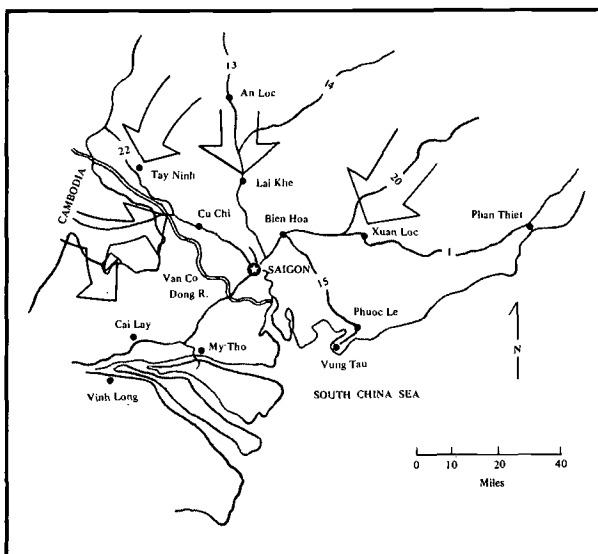 13
An Loc
14
22
Tay Ninh
Lai Khe
20
CAMBODIA
Cu Chi
Bien Hoa
Xuan Loc
Phan Thiet
1
SAIGON
Van Co
Dong R.
15
Phuoc Le
Cai Lay
My Tho
Vung Tau
N
Vinh Long
SOUTH CHINA SEA
0 10 20 40
Miles